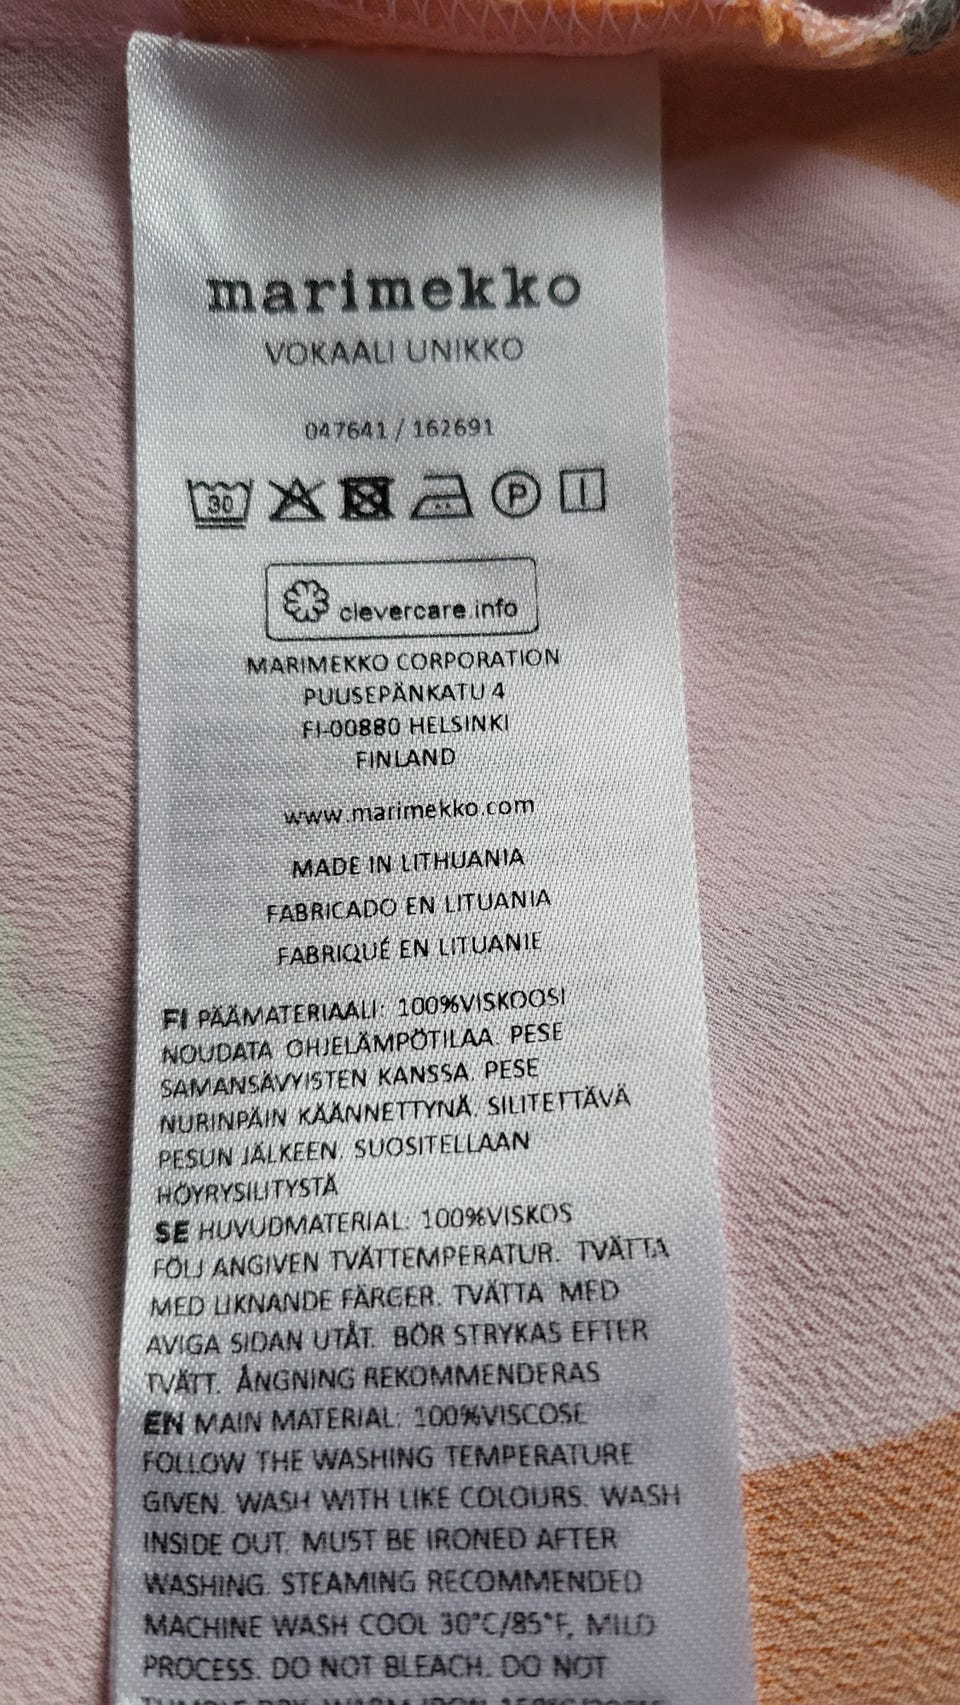 marimekko
VOKAALI UNIKKO
047641 / 162691
30
P
clevercare.info
MARIMEKKO CORPORATION
PUUSEPÄNKATU 4
FI-00880 HELSINKI
FINLAND
www.marimekko.com
MADE IN LITHUANIA
FABRICADO EN LITUANIA
FABRIQUÉ EN LITUANIE
FI PÄÄMATERIAALI: 100%VISKOOSI
NOUDATA OHJELÄMPÖTILAA. PESE
SAMANSÄVYISTEN KANSSA. PESE
NURINPÄIN KÄÄNNETTYNÄ. SILITETTÄVÄ
PESUN JÄLKEEN. SUOSITELLAAN
HÖYRYSILITYSTÄ
SE HUVUDMATERIAL: 100%VISKOS
FÖLJ ANGIVEN TVÄTTEMPERATUR. TVÄTTA
MED LIKNANDE FÄRGER. TVÄTTA MED
AVIGA SIDAN UTÅT. BÖR STRYKAS EFTER
TVÄTT. ÅNGNING REKOMMENDERAS
EN MAIN MATERIAL: 100%VISCOSE
FOLLOW THE WASHING TEMPERATURE
GIVEN. WASH WITH LIKE COLOURS. WASH
INSIDE OUT. MUST BE IRONED AFTER
WASHING. STEAMING RECOMMENDED
MACHINE WASH COOL 30°C/85°F, MILD
PROCESS. DO NOT BLEACH. DO NOT